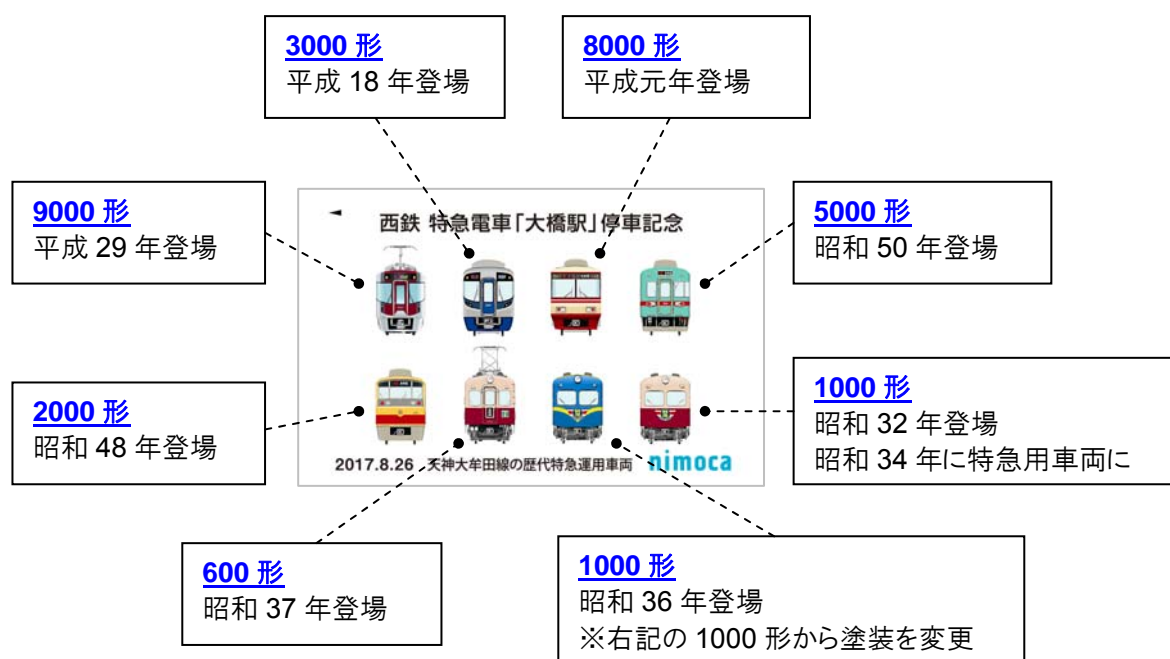 3000 形
平成 18 年登場
8000 形
平成元年登場
9000 形
平成 29 年登場
西鉄 特急電車「大橋駅」停車記念
5000 形
昭和 50 年登場
2000 形
昭和 48 年登場
1000 形
昭和 32 年登場
昭和 34 年に特急用車両に
2017.8.26 天神大牟田線の歴代特急運用車両 nimoca
600 形
昭和 37 年登場
1000 形
昭和 36 年登場
※右記の 1000 形から塗装を変更